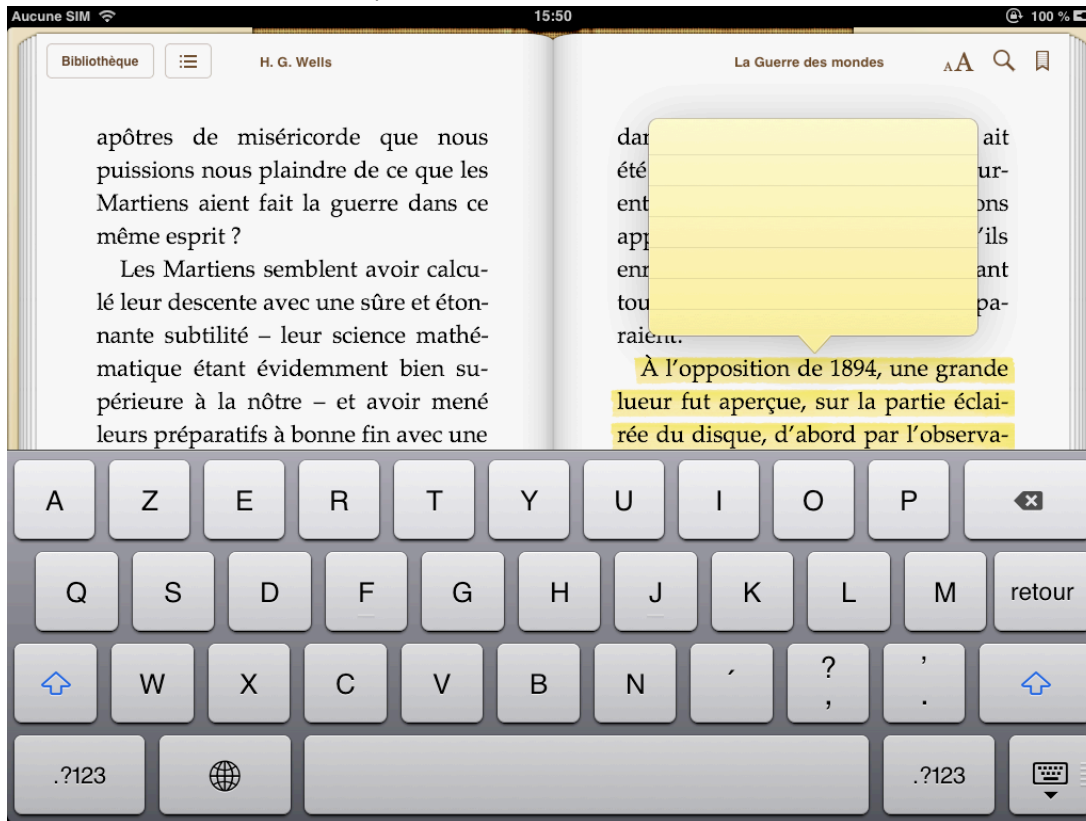 Aucune SIM 15:50 100 %
Bibliothèque H. G. Wells La Guerre des mondes AA
apôtres de miséricorde que nous
puissions nous plaindre de ce que les
Martiens aient fait la guerre dans ce
même esprit ?
Les Martiens semblent avoir calcu-
lé leur descente avec une sûre et éton-
nante subtilité – leur science mathé-
matique étant évidemment bien su-
périeure à la nôtre – et avoir mené
leurs préparatifs à bonne fin avec une
ait
été
ur-
ent
ons
’ils
ant
pa-
raient.
À l’opposition de 1894, une grande
lueur fut aperçue, sur la partie éclai-
rée du disque, d’abord par l’observa-
A Z E R T Y U I O P
Q S D F G H J K L M retour
W X C V B N ´ ? , ’ .
.?123 .?123